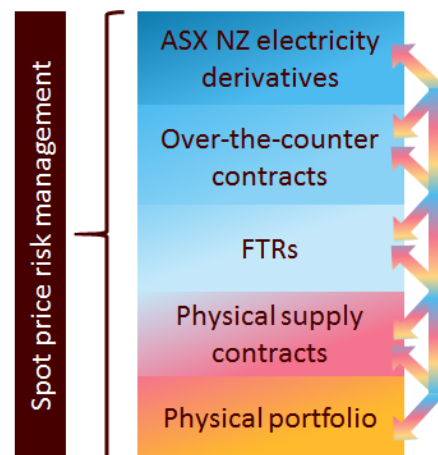 Spot price risk management
ASX NZ electricity
derivatives
Over-the-counter
contracts
FTRs
Physical supply
contracts
Physical portfolio